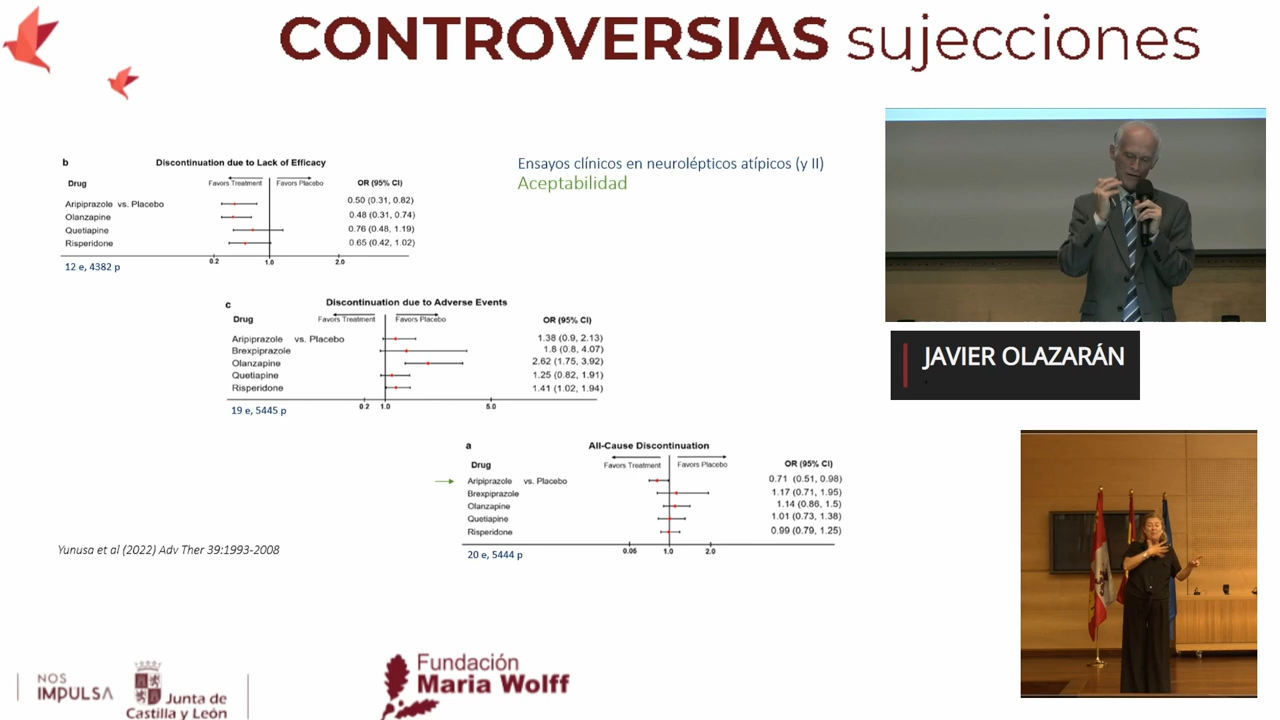 CONTROVERSIAS sujecciones
b Discontinuation due to Lack of Efficacy
Favors Treatment Favors Placebo
Drug OR (95% CI)
Aripiprazole vs. Placebo 0.50 (0.31, 0.82)
Olanzapine 0.48 (0.31, 0.74)
Quetiapine 0.76 (0.48, 1.19)
Risperidone 0.65 (0.42, 1.02)
0.2 1.0 2.0
12 e, 4382 p
Ensayos clínicos en neurolépticos atípicos (y II)
Aceptabilidad
c Discontinuation due to Adverse Events
Drug Favors Treatment Favors Placebo OR (95% CI)
Aripiprazole vs. Placebo 1.38 (0.9, 2.13)
Brexpiprazole 1.8 (0.8, 4.07)
Olanzapine 2.62 (1.75, 3.92)
Quetiapine 1.25 (0.82, 1.91)
Risperidone 1.41 (1.02, 1.94)
0.2 1.0 5.0
19 e, 5445 p
a All-Cause Discontinuation
Drug Favors Treatment Favors Placebo OR (95% CI)
Aripiprazole vs. Placebo 0.71 (0.51, 0.98)
Brexpiprazole 1.17 (0.71, 1.95)
Olanzapine 1.14 (0.86, 1.5)
Quetiapine 1.01 (0.73, 1.38)
Risperidone 0.99 (0.79, 1.25)
0.05 1.0 2.0
20 e, 5444 p
Yunusa et al (2022) Adv Ther 39:1993-2008
JAVIER OLAZARÁN
NOS
IMPULSA
Junta de
Castilla y León
Fundación
Maria Wolff